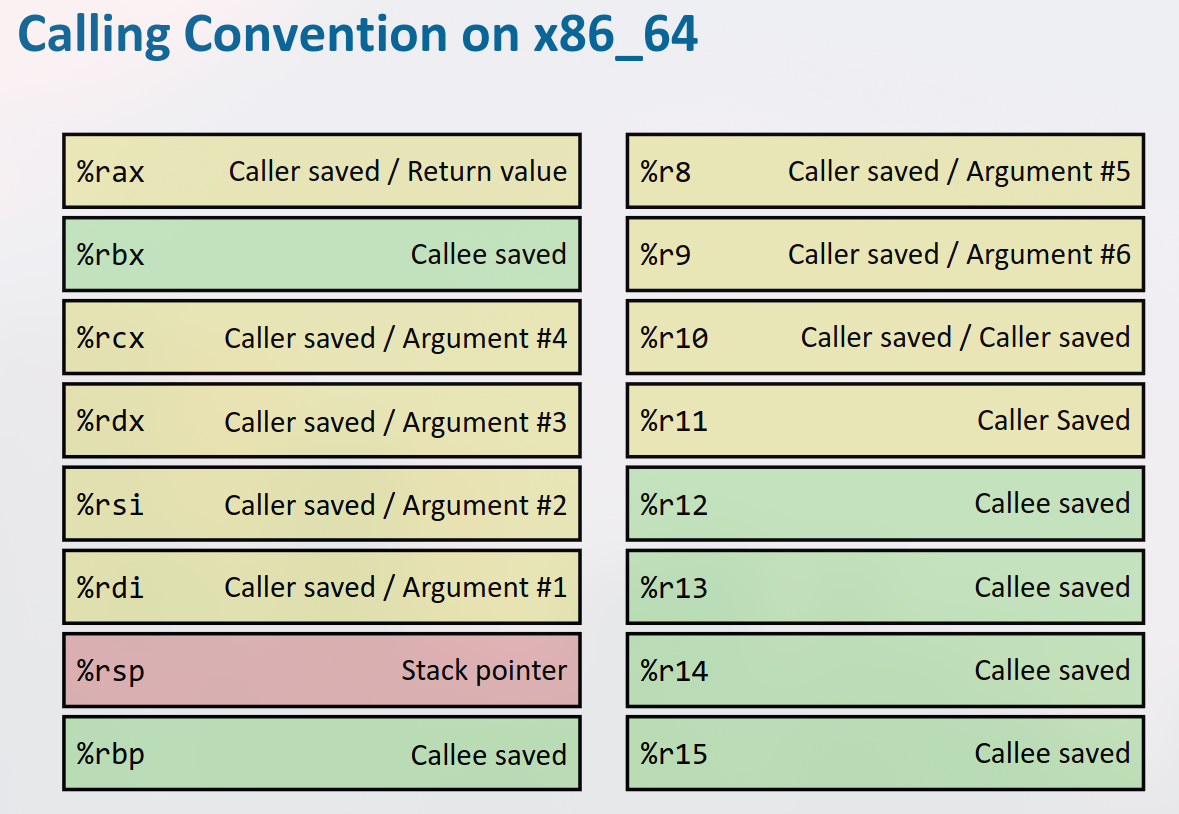 Calling Convention on x86_64
%rax Caller saved / Return value
%rbx Callee saved
%rcx Caller saved / Argument #4
%rdx Caller saved / Argument #3
%rsi Caller saved / Argument #2
%rdi Caller saved / Argument #1
%rsp Stack pointer
%rbp Callee saved
%r8 Caller saved / Argument #5
%r9 Caller saved / Argument #6
%r10 Caller saved / Caller saved
%r11 Caller Saved
%r12 Callee saved
%r13 Callee saved
%r14 Callee saved
%r15 Callee saved